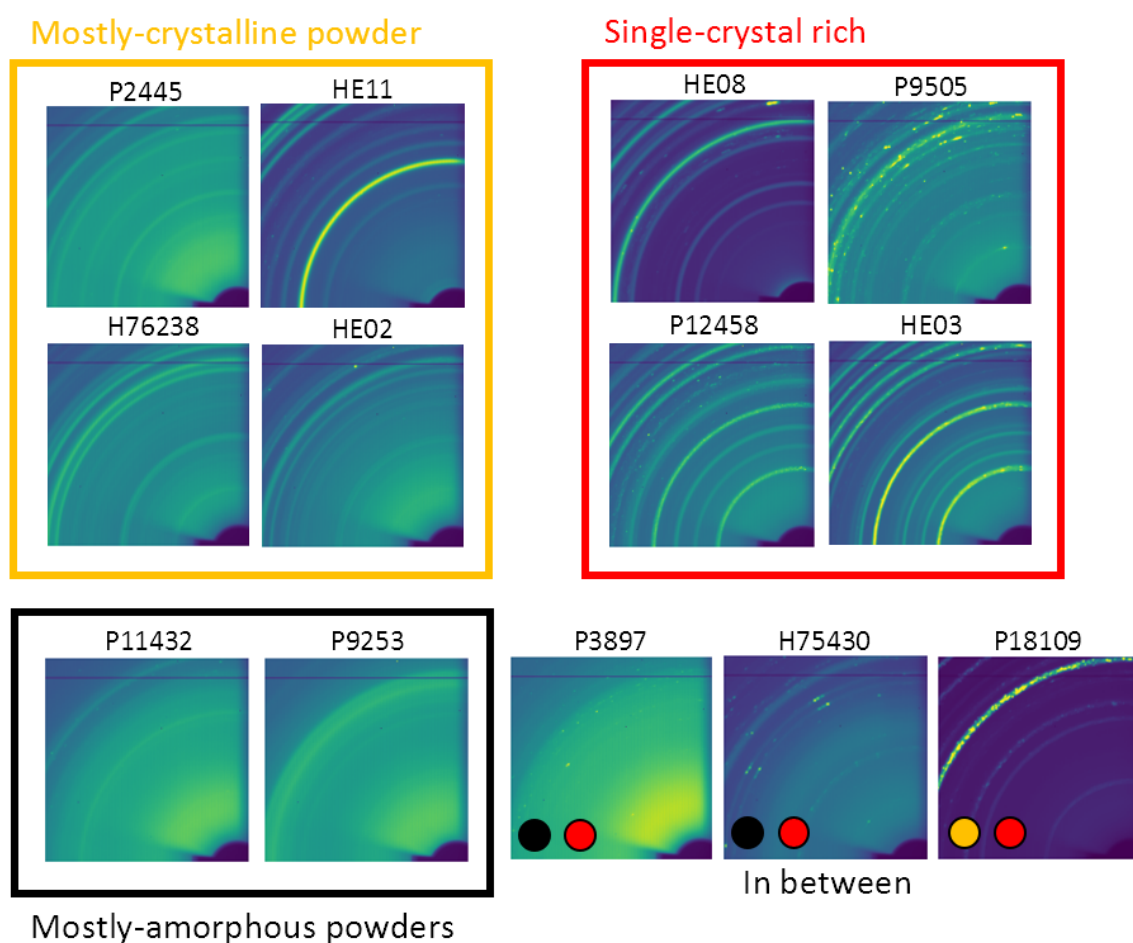 Mostly-crystalline powder
Single-crystal rich
P2445
HE11
HE08
P9505
H76238
HE02
P12458
HE03
P11432
P9253
P3897
H75430
P18109
In between
Mostly-amorphous powders